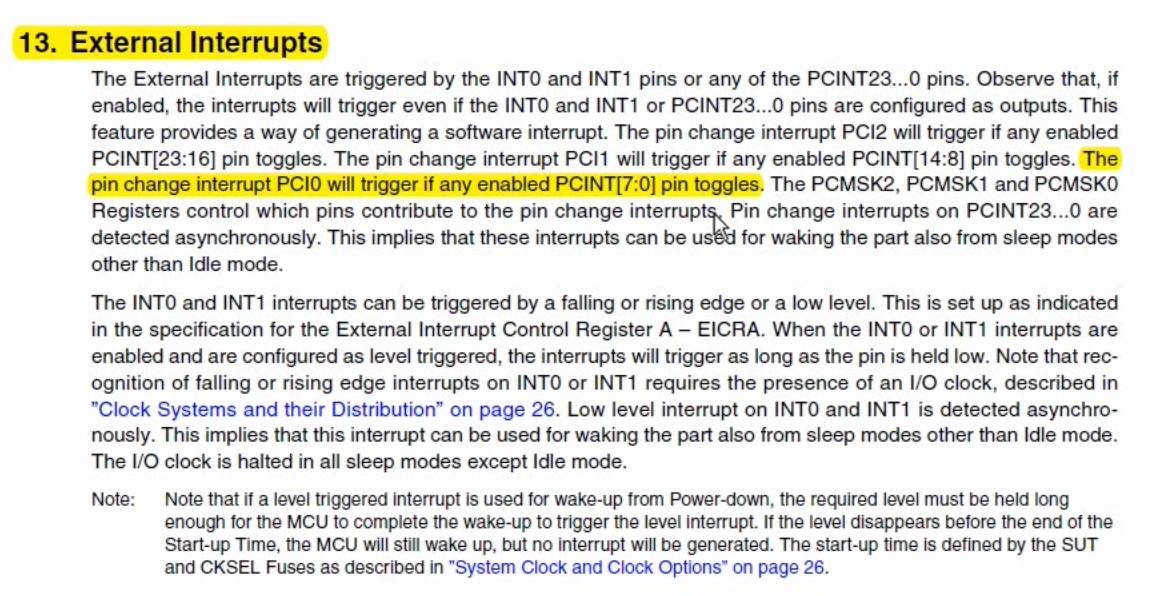 13. External Interrupts
The External Interrupts are triggered by the INT0 and INT1 pins or any of the PCINT23...0 pins. Observe that, if
enabled, the interrupts will trigger even if the INT0 and INT1 or PCINT23...0 pins are configured as outputs. This
feature provides a way of generating a software interrupt. The pin change interrupt PCI2 will trigger if any enabled
PCINT[23:16] pin toggles. The pin change interrupt PCI1 will trigger if any enabled PCINT[14:8] pin toggles. The
pin change interrupt PCI0 will trigger if any enabled PCINT[7:0] pin toggles. The PCMSK2, PCMSK1 and PCMSK0
Registers control which pins contribute to the pin change interrupts. Pin change interrupts on PCINT23...0 are
detected asynchronously. This implies that these interrupts can be used for waking the part also from sleep modes
other than Idle mode.
The INT0 and INT1 interrupts can be triggered by a falling or rising edge or a low level. This is set up as indicated
in the specification for the External Interrupt Control Register A – EICRA. When the INT0 or INT1 interrupts are
enabled and are configured as level triggered, the interrupts will trigger as long as the pin is held low. Note that rec-
ognition of falling or rising edge interrupts on INT0 or INT1 requires the presence of an I/O clock, described in
”Clock Systems and their Distribution” on page 26. Low level interrupt on INT0 and INT1 is detected asynchro-
nously. This implies that this interrupt can be used for waking the part also from sleep modes other than Idle mode.
The I/O clock is halted in all sleep modes except Idle mode.
Note: Note that if a level triggered interrupt is used for wake-up from Power-down, the required level must be held long
enough for the MCU to complete the wake-up to trigger the level interrupt. If the level disappears before the end of the
Start-up Time, the MCU will still wake up, but no interrupt will be generated. The start-up time is defined by the SUT
and CKSEL Fuses as described in ”System Clock and Clock Options” on page 26.